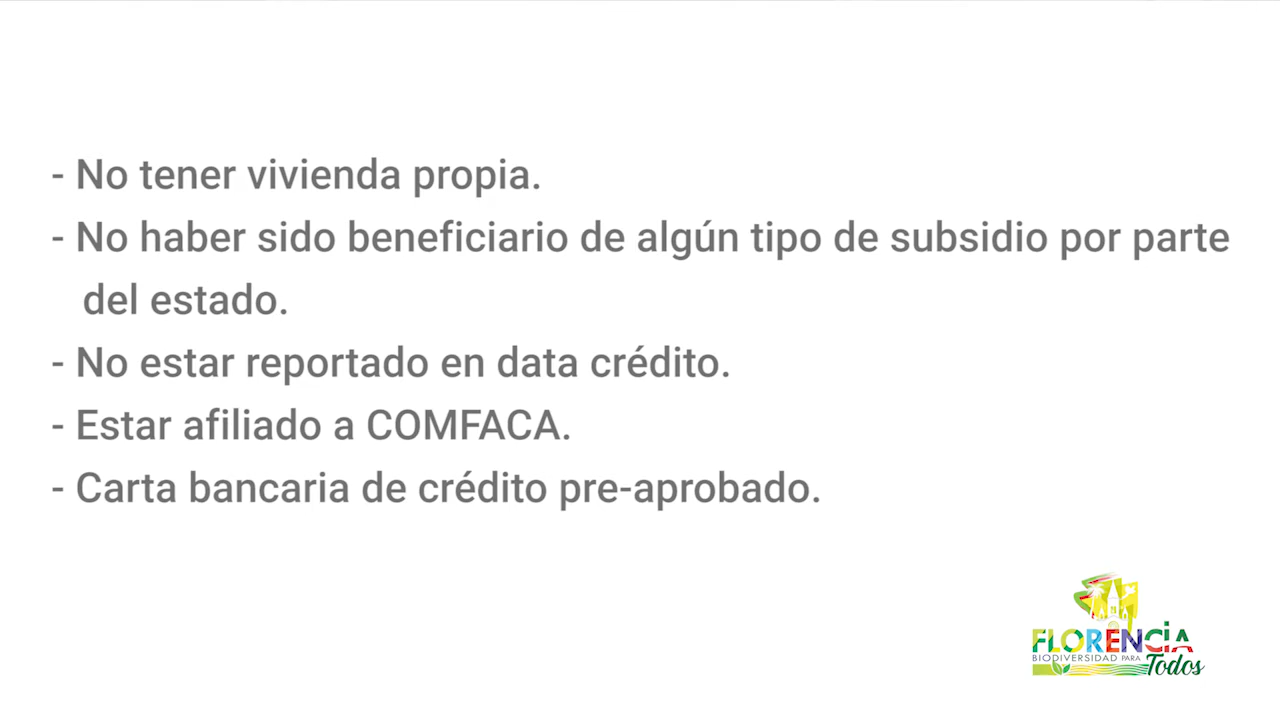 - No tener vivienda propia.
- No haber sido beneficiario de algún tipo de subsidio por parte
del estado.
- No estar reportado en data crédito.
- Estar afiliado a COMFACA.
- Carta bancaria de crédito pre-aprobado.
FLORENCIA
BIODIVERSIDAD PARA
Todos